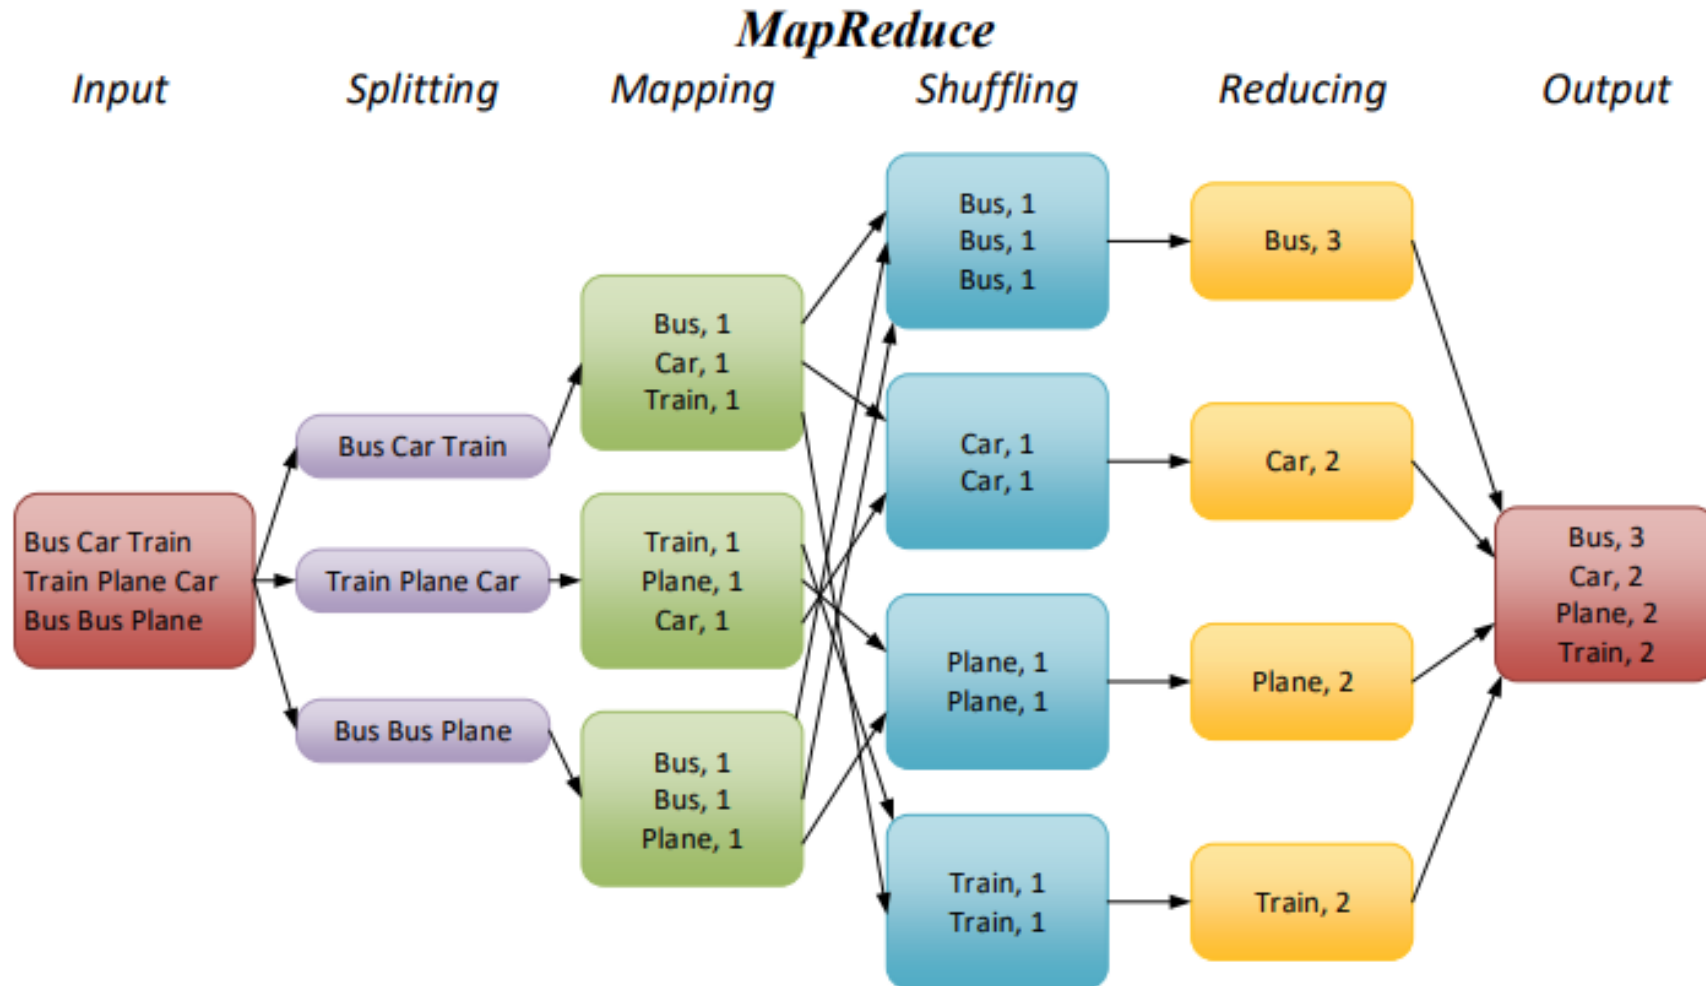 MapReduce
Input
Splitting
Mapping
Shuffling
Reducing
Output
Bus Car Train
Train Plane Car
Bus Bus Plane
Bus Car Train
Train Plane Car
Bus Bus Plane
Bus, 1
Car, 1
Train, 1
Train, 1
Plane, 1
Car, 1
Bus, 1
Bus, 1
Plane, 1
Bus, 1
Bus, 1
Bus, 1
Car, 1
Car, 1
Plane, 1
Plane, 1
Train, 1
Train, 1
Bus, 3
Car, 2
Plane, 2
Train, 2
Bus, 3
Car, 2
Plane, 2
Train, 2